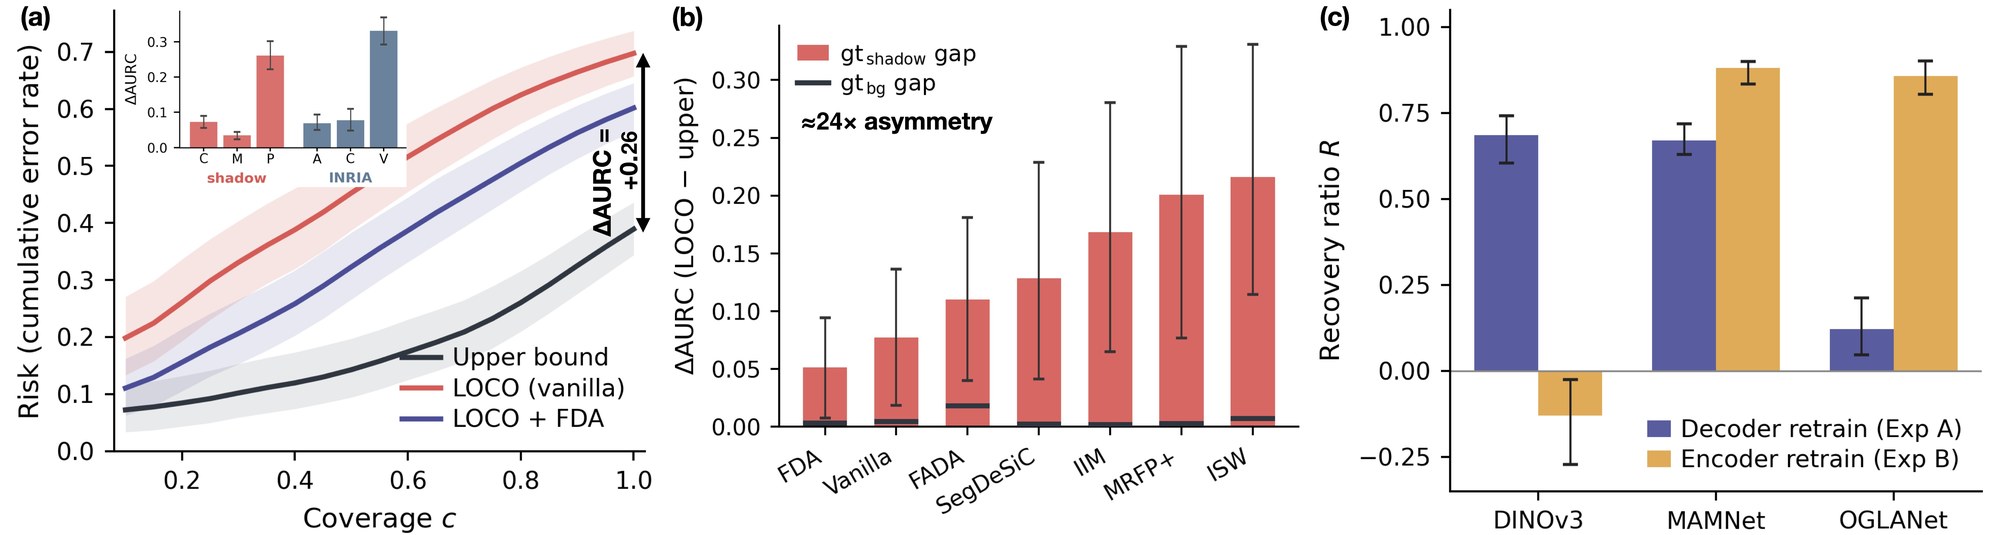 (a)
Risk (cumulative error rate)
0.7
0.6
0.5
0.4
0.3
0.2
0.1
0.0
0.2
0.4
0.6
0.8
1.0
Coverage c
ΔAURC
0.3
0.2
0.1
0.0
C M P A C V
shadow INRIA
ΔAURC =
+0.26
Upper bound
LOCO (vanilla)
LOCO + FDA
(b)
ΔAURC (LOCO − upper)
0.30
0.25
0.20
0.15
0.10
0.05
0.00
gt_shadow gap
gt_bg gap
≈24× asymmetry
FDA
Vanilla
FADA
SegDeSiC
IIM
MRFP+
ISW
(c)
Recovery ratio R
1.00
0.75
0.50
0.25
0.00
−0.25
Decoder retrain (Exp A)
Encoder retrain (Exp B)
DINOv3
MAMNet
OGLANet